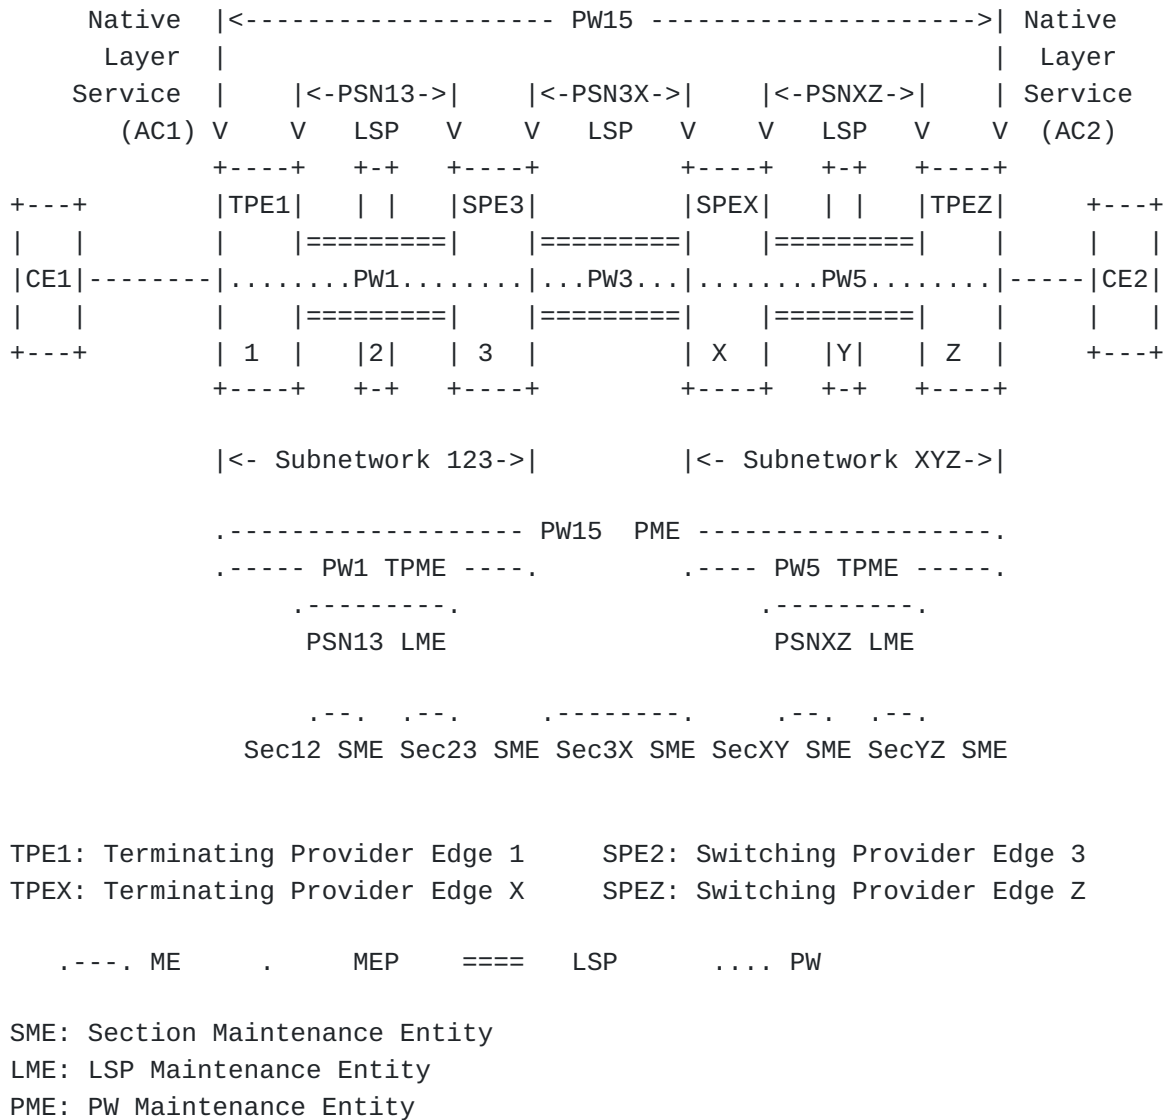 Native  |<-------------------- PW15 --------------------->| Native
      Layer  |                                                 |  Layer
    Service  |    |<-PSN13->|    |<-PSN3X->|    |<-PSNXZ->|    | Service
       (AC1) V    V   LSP   V    V   LSP   V    V   LSP   V    V  (AC2)
             +----+   +-+   +----+         +----+   +-+   +----+
+---+        |TPE1|   | |   |SPE3|         |SPEX|   | |   |TPEZ|     +---+
|   |        |    |=========|    |=========|    |=========|    |     |   |
|CE1|--------|........PW1........|...PW3...|........PW5........|-----|CE2|
|   |        |    |=========|    |=========|    |=========|    |     |   |
+---+        | 1  |   |2|   | 3  |         | X  |   |Y|   | Z  |     +---+
             +----+   +-+   +----+         +----+   +-+   +----+
             |<- Subnetwork 123->|         |<- Subnetwork XYZ->|
             .------------------- PW15  PME -------------------.
             .----- PW1 TPME ----.         .---- PW5 TPME -----.
                  .---------.                   .---------.
                   PSN13 LME                     PSNXZ LME
                   .--.  .--.     .--------.     .--.  .--.
                 Sec12 SME Sec23 SME Sec3X SME SecXY SME SecYZ SME
TPE1: Terminating Provider Edge 1     SPE2: Switching Provider Edge 3
TPEX: Terminating Provider Edge X     SPEZ: Switching Provider Edge Z
   .---. ME     .     MEP    ====   LSP      .... PW
SME: Section Maintenance Entity
LME: LSP Maintenance Entity
PME: PW Maintenance Entity